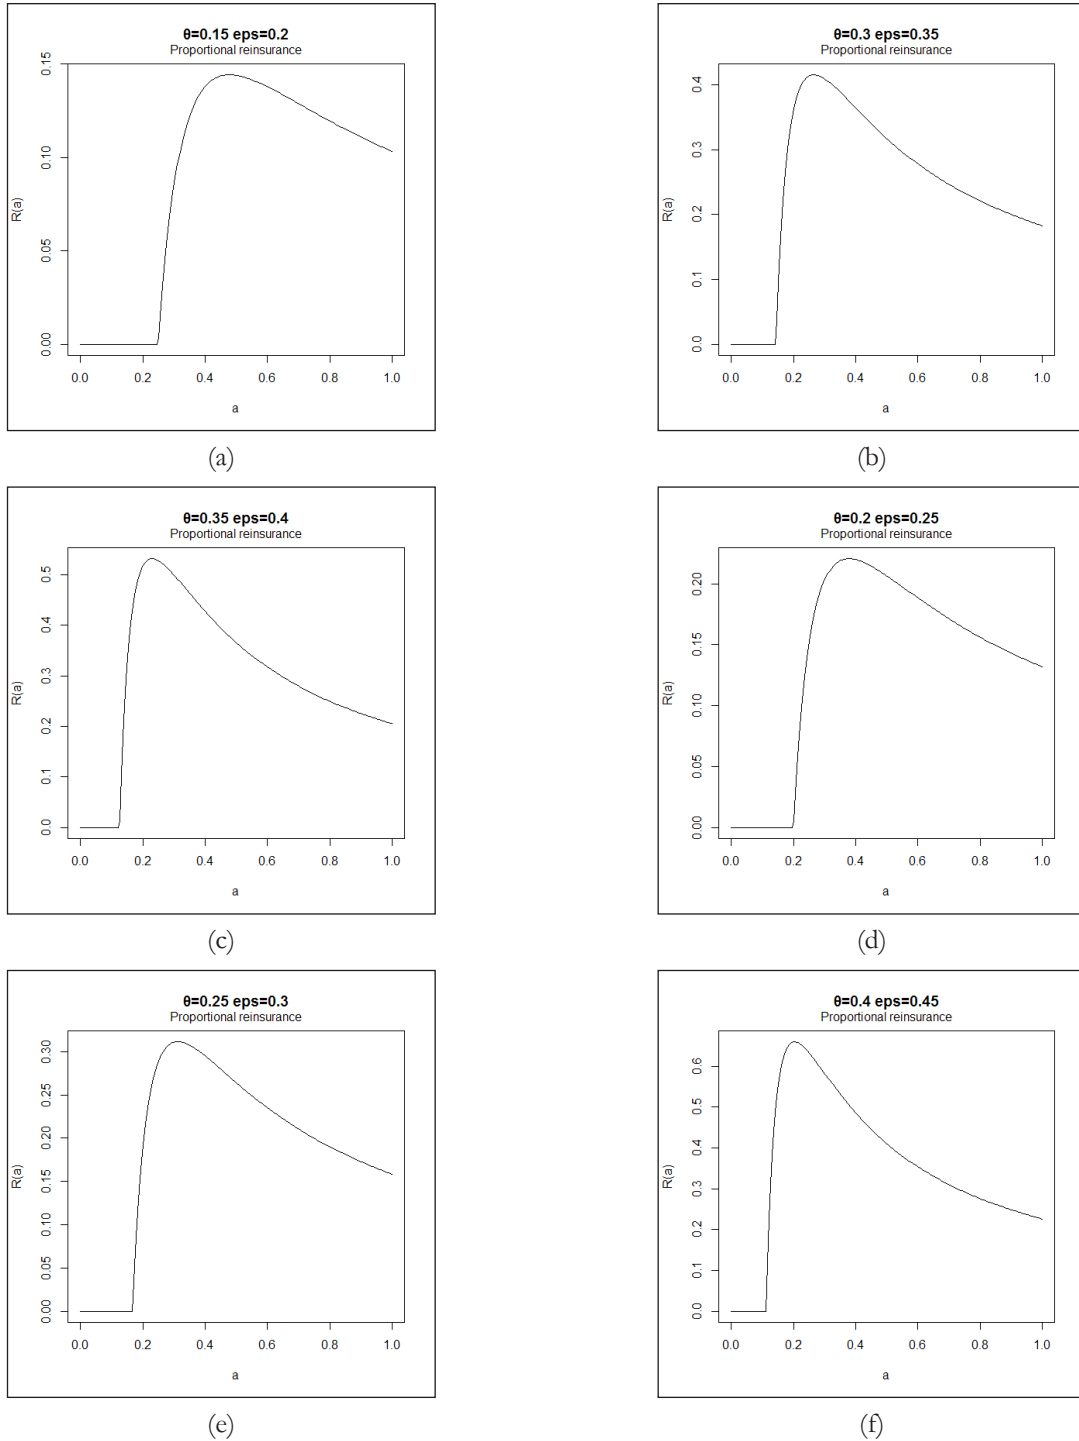 θ=0.15 eps=0.2
Proportional reinsurance
R(a)
0.15
0.10
0.05
0.00
0.0 0.2 0.4 0.6 0.8 1.0
a
(a)
θ=0.3 eps=0.35
Proportional reinsurance
R(a)
0.4
0.3
0.2
0.1
0.0
0.0 0.2 0.4 0.6 0.8 1.0
a
(b)
θ=0.35 eps=0.4
Proportional reinsurance
R(a)
0.5
0.4
0.3
0.2
0.1
0.0
0.0 0.2 0.4 0.6 0.8 1.0
a
(c)
θ=0.2 eps=0.25
Proportional reinsurance
R(a)
0.20
0.15
0.10
0.05
0.00
0.0 0.2 0.4 0.6 0.8 1.0
a
(d)
θ=0.25 eps=0.3
Proportional reinsurance
R(a)
0.30
0.25
0.20
0.15
0.10
0.05
0.00
0.0 0.2 0.4 0.6 0.8 1.0
a
(e)
θ=0.4 eps=0.45
Proportional reinsurance
R(a)
0.6
0.5
0.4
0.3
0.2
0.1
0.0
0.0 0.2 0.4 0.6 0.8 1.0
a
(f)